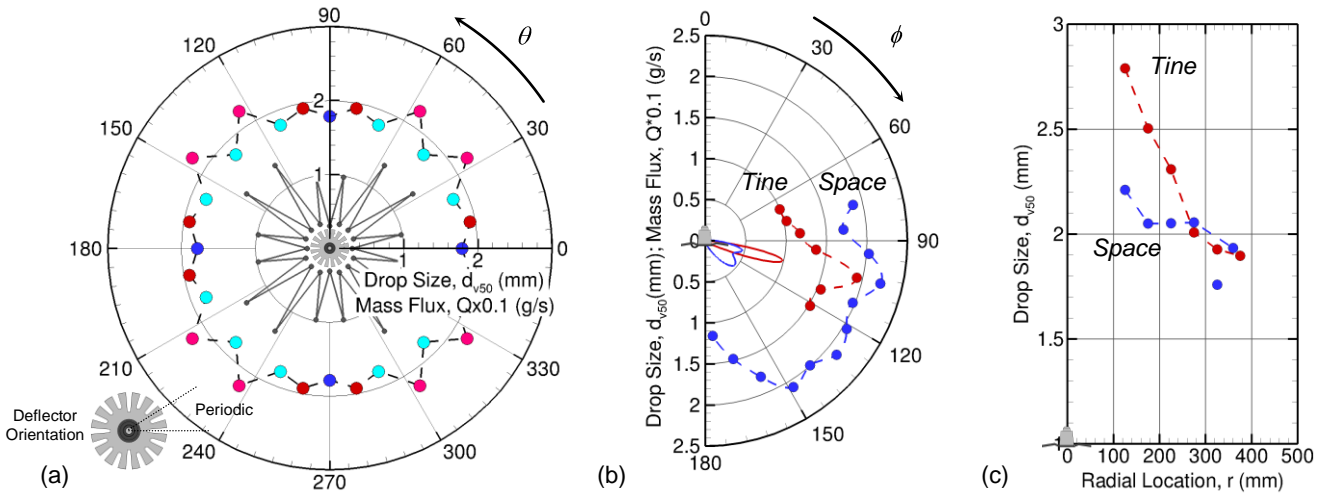 90
120
60
θ
150
30
180
0
210
330
240
300
270
2
1
1
2
Drop Size, d_v50 (mm)
Mass Flux, Qx0.1 (g/s)
Deflector
Orientation
Periodic
(a)
0
30
ϕ
60
90
120
150
180
2.5
2
1.5
1
0.5
0
0.5
1
1.5
2
2.5
Drop Size, d_v50(mm); Mass Flux, Q*0.1 (g/s)
Tine
Space
(b)
3
2.5
2
1.5
1
Drop Size, d_v50 (mm)
Tine
Space
0 100 200 300 400 500
Radial Location, r (mm)
(c)